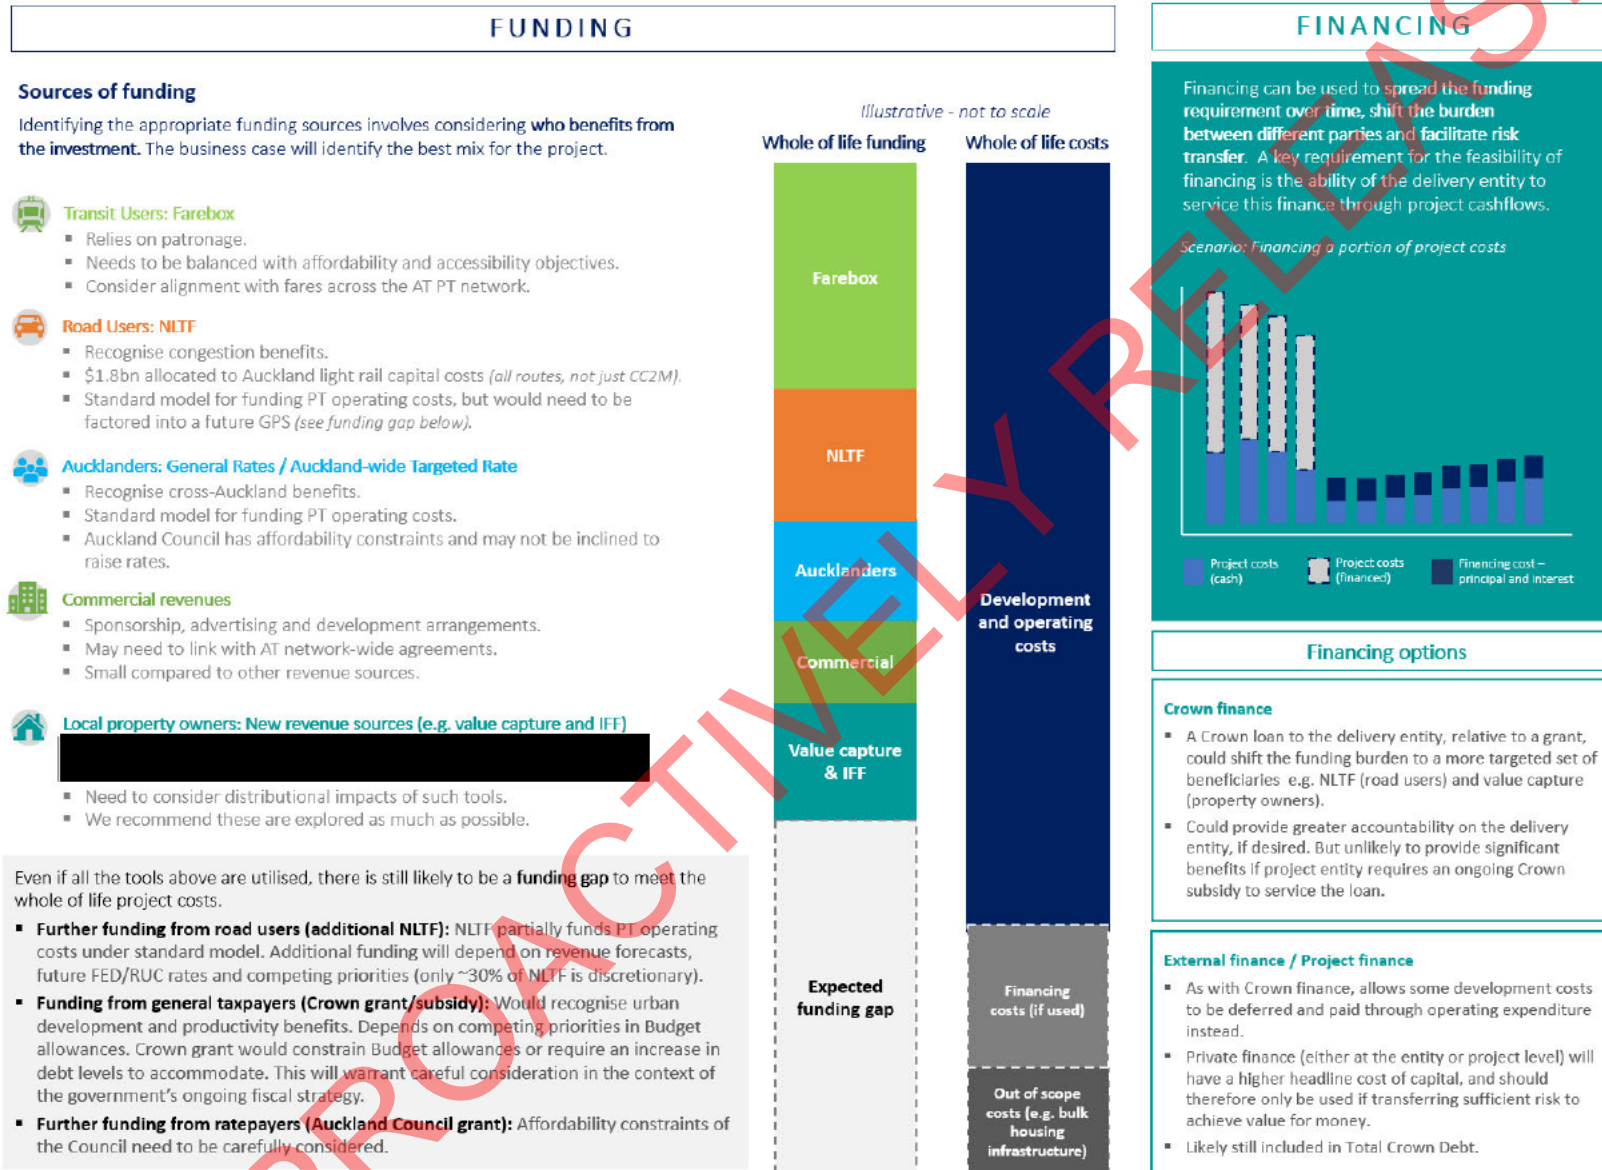 FUNDING
Sources of funding
Identifying the appropriate funding sources involves considering who benefits from
the investment. The business case will identify the best mix for the project.
Transit Users: Farebox
▪ Relies on patronage.
▪ Needs to be balanced with affordability and accessibility objectives.
▪ Consider alignment with fares across the AT PT network.
Road Users: NLTF
▪ Recognise congestion benefits.
▪ $1.8bn allocated to Auckland light rail capital costs (all routes, not just CC2M).
▪ Standard model for funding PT operating costs, but would need to be
factored into a future GPS (see funding gap below).
Aucklanders: General Rates / Auckland-wide Targeted Rate
▪ Recognise cross-Auckland benefits.
▪ Standard model for funding PT operating costs.
▪ Auckland Council has affordability constraints and may not be inclined to
raise rates.
Commercial revenues
▪ Sponsorship, advertising and development arrangements.
▪ May need to link with AT network-wide agreements.
▪ Small compared to other revenue sources.
Local property owners: New revenue sources (e.g. value capture and IFF)
▪ Need to consider distributional impacts of such tools.
▪ We recommend these are explored as much as possible.
Even if all the tools above are utilised, there is still likely to be a funding gap to meet the
whole of life project costs.
▪ Further funding from road users (additional NLTF): NLTF partially funds PT operating
costs under standard model. Additional funding will depend on revenue forecasts,
future FED/RUC rates and competing priorities (only ~30% of NLTF is discretionary).
▪ Funding from general taxpayers (Crown grant/subsidy): Would recognise urban
development and productivity benefits. Depends on competing priorities in Budget
allowances. Crown grant would constrain Budget allowances or require an increase in
debt levels to accommodate. This will warrant careful consideration in the context of
the government's ongoing fiscal strategy.
▪ Further funding from ratepayers (Auckland Council grant): Affordability constraints of
the Council need to be carefully considered.
Illustrative - not to scale
Whole of life funding
Whole of life costs
Farebox
NLTF
Aucklanders
Commercial
Value capture
& IFF
Expected
funding gap
Development
and operating
costs
Financing
costs (if used)
Out of scope
costs (e.g. bulk
housing
infrastructure)
FINANCING
Financing can be used to spread the funding
requirement over time, shift the burden
between different parties and facilitate risk
transfer. A key requirement for the feasibility of
financing is the ability of the delivery entity to
service this finance through project cashflows.
Scenario: Financing a portion of project costs
Project costs
(cash)
Project costs
(financed)
Financing cost –
principal and interest
Financing options
Crown finance
▪ A Crown loan to the delivery entity, relative to a grant,
could shift the funding burden to a more targeted set of
beneficiaries e.g. NLTF (road users) and value capture
(property owners).
▪ Could provide greater accountability on the delivery
entity, if desired. But unlikely to provide significant
benefits if project entity requires an ongoing Crown
subsidy to service the loan.
External finance / Project finance
▪ As with Crown finance, allows some development costs
to be deferred and paid through operating expenditure
instead.
▪ Private finance (either at the entity or project level) will
have a higher headline cost of capital, and should
therefore only be used if transferring sufficient risk to
achieve value for money.
▪ Likely still included in Total Crown Debt.
PROACTIVELY RELEAS